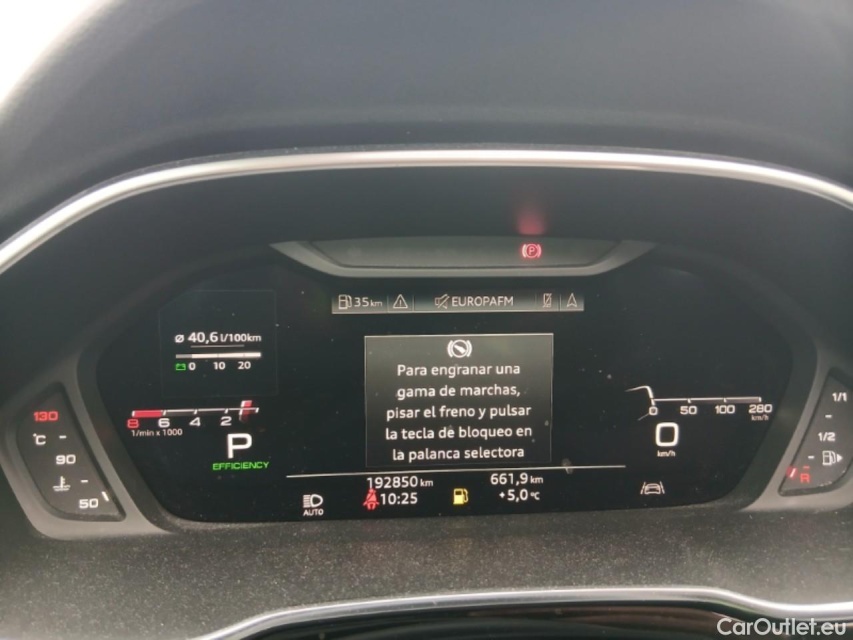 P
35 km EUROPAFM
ø 40,6 l/100km
0 10 20
Para engranar una
gama de marchas,
pisar el freno y pulsar
la tecla de bloqueo en
la palanca selectora
8 6 4 2
1/min x 1000
P
EFFICIENCY
0 50 100 280
km/h
0
km/h
130
°C
90
50
1/1
1/2
R
192850 km
10:25
661,9 km
+5,0 °C
AUTO
CarOutlet.eu